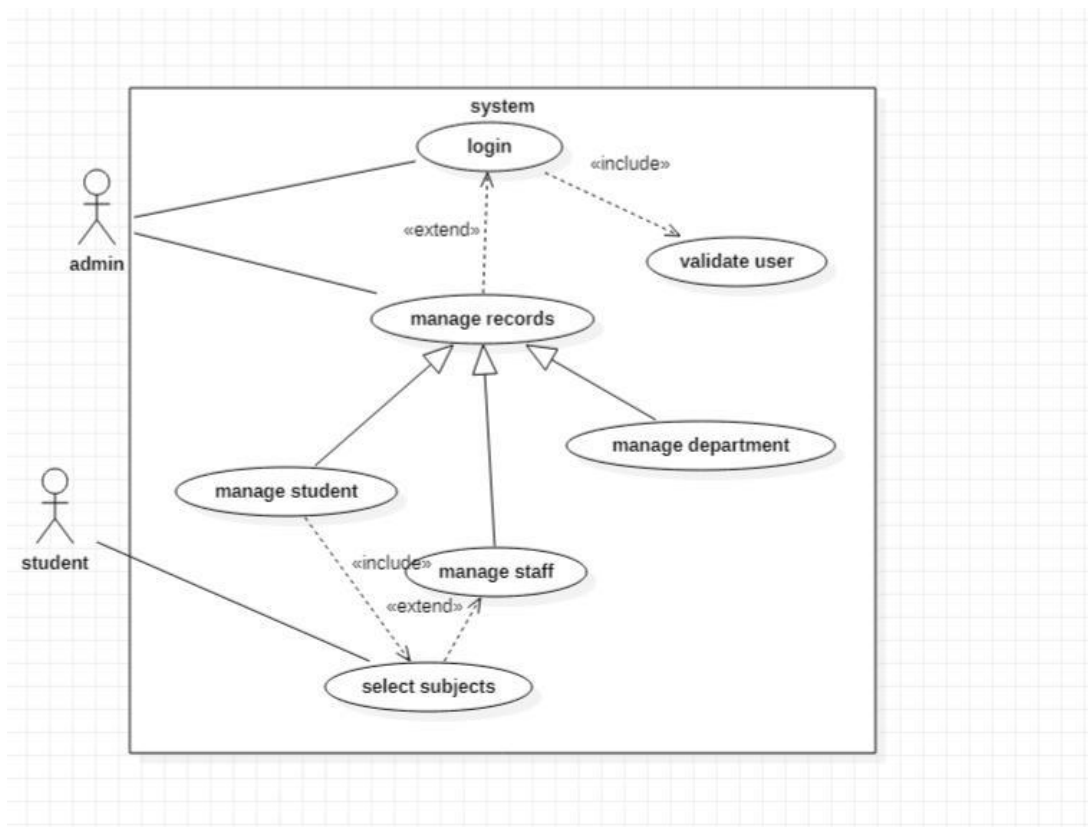 system
login
«include»
«extend»
admin
validate user
manage records
manage department
manage student
student
«include»
manage staff
«extend»
select subjects